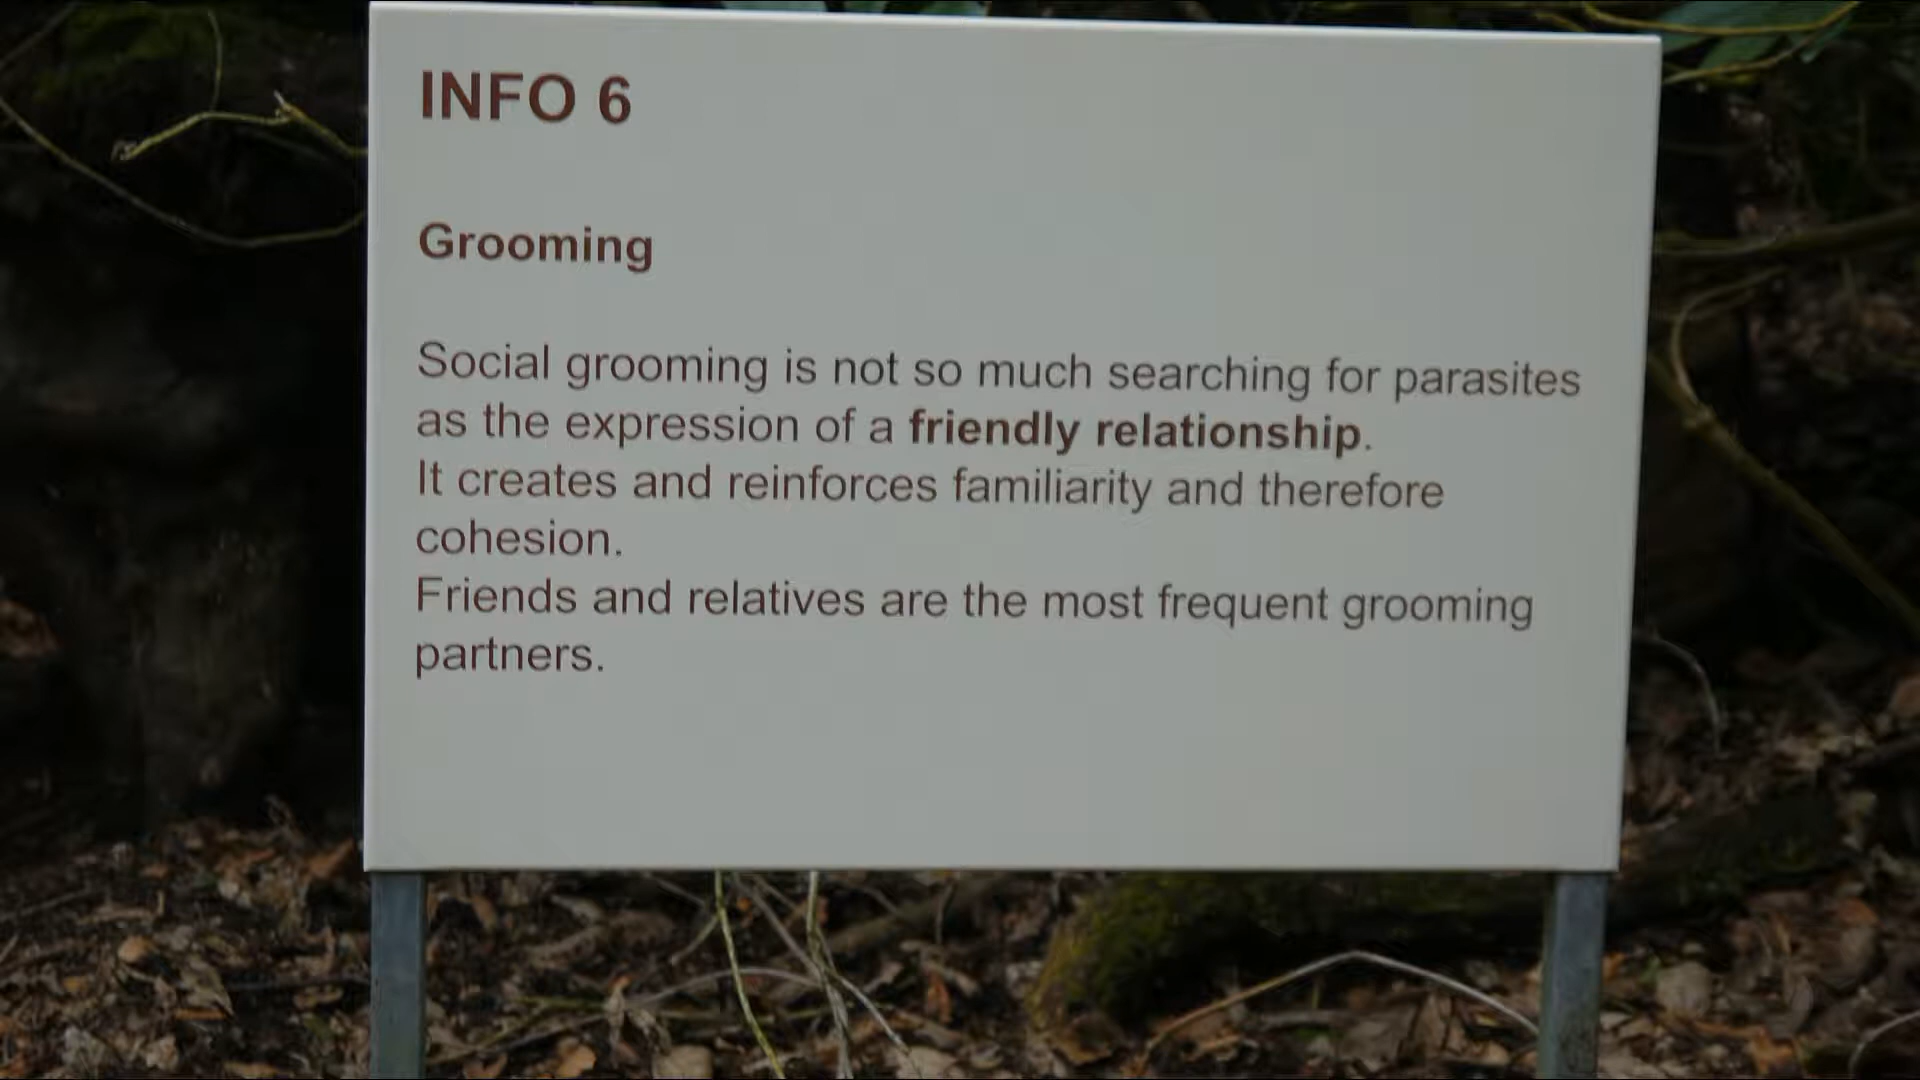 INFO 6
Grooming
Social grooming is not so much searching for parasites
as the expression of a friendly relationship.
It creates and reinforces familiarity and therefore
cohesion.
Friends and relatives are the most frequent grooming
partners.